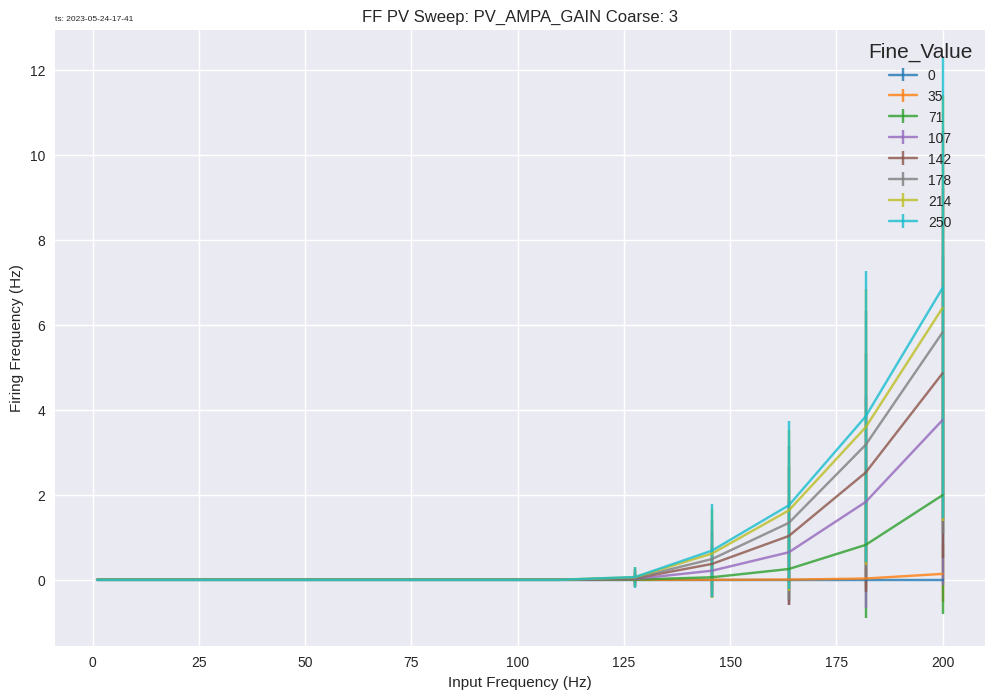 ts: 2023-05-24-17-41
FF PV Sweep: PV_AMPA_GAIN Coarse: 3
Fine_Value
0
35
71
107
142
178
214
250
12
10
8
6
4
2
0
Firing Frequency (Hz)
0 25 50 75 100 125 150 175 200
Input Frequency (Hz)